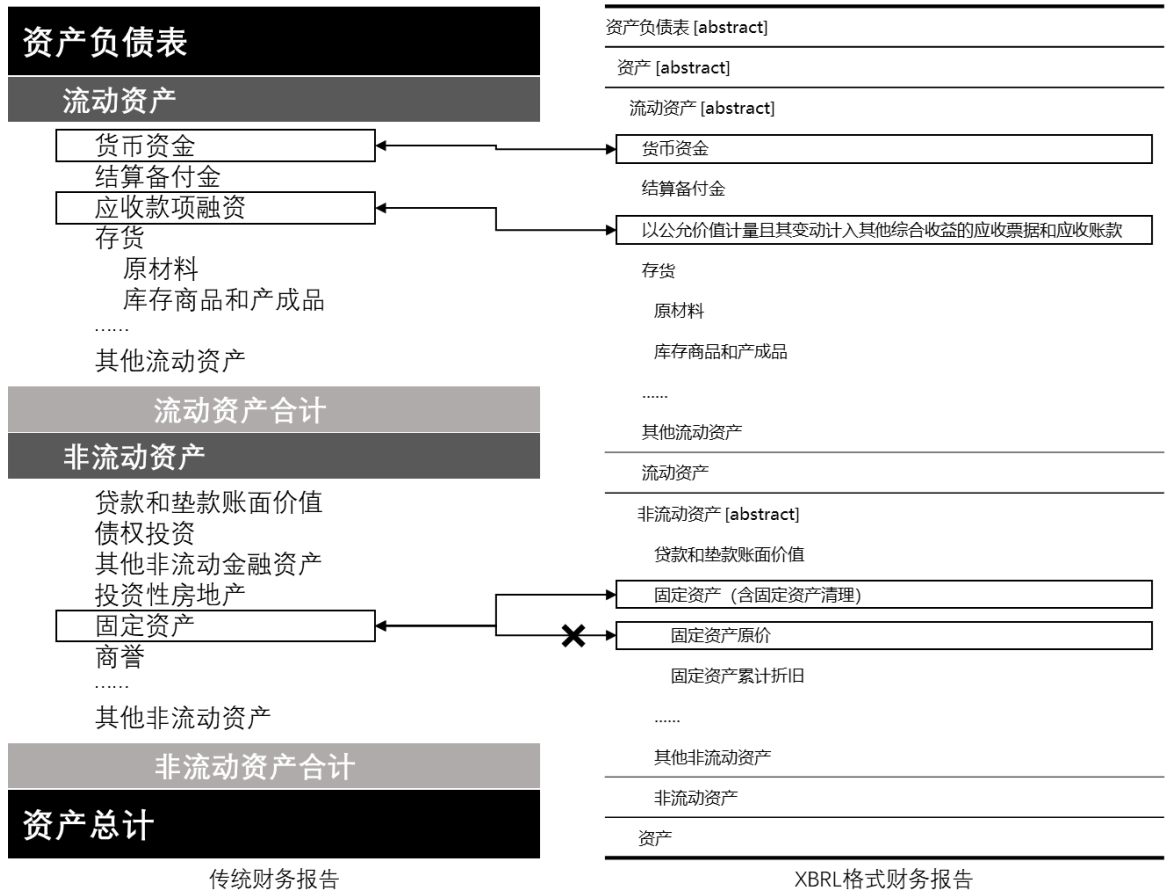 资产负债表
流动资产
货币资金
结算备付金
应收款项融资
存货
原材料
库存商品和产成品
......
其他流动资产
流动资产合计
非流动资产
贷款和垫款账面价值
债权投资
其他非流动金融资产
投资性房地产
固定资产
商誉
......
其他非流动资产
非流动资产合计
资产总计
传统财务报告
资产负债表 [abstract]
资产 [abstract]
流动资产 [abstract]
货币资金
结算备付金
以公允价值计量且其变动计入其他综合收益的应收票据和应收账款
存货
原材料
库存商品和产成品
......
其他流动资产
流动资产
非流动资产 [abstract]
贷款和垫款账面价值
固定资产（含固定资产清理）
固定资产原价
固定资产累计折旧
......
其他非流动资产
非流动资产
资产
XBRL格式财务报告